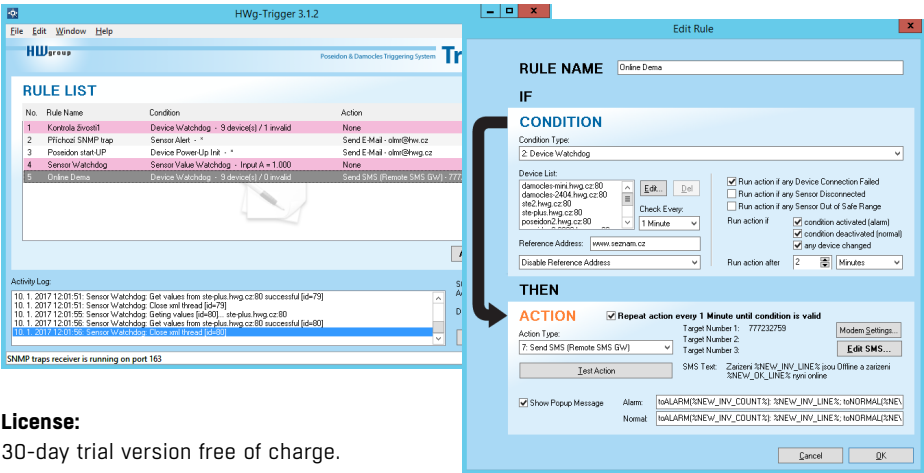 HWg-Trigger 3.1.2
File Edit Window Help
HWgroup
Poseidon & Damocles Triggering System Tr
RULE LIST
No. Rule Name Condition Action
1 Kontrola živosti1 Device Watchdog - 9 device(s) / 1 invalid None
2 Příchozí SNMP trap Sensor Alert - * Send E-Mail - olmr@hw.cz
3 Poseidon start-UP Device Power-Up Init - * Send E-Mail - olmr@hwg.cz
4 Sensor Watchdog Sensor Value Watchdog - Input A = 1.000 None
5 Online Dema Device Watchdog - 9 device(s) / 0 invalid Send SMS (Remote SMS GW) - 777
Activity Log:
10. 1. 2017 12:01:51: Sensor Watchdog: Get values from ste-plus.hwg.cz:80 successful [id=79]
10. 1. 2017 12:01:51: Sensor Watchdog: Close xml thread [id=79]
10. 1. 2017 12:01:55: Sensor Watchdog: Geting values [id=80]... ste-plus.hwg.cz:80
10. 1. 2017 12:01:56: Sensor Watchdog: Get values from ste-plus.hwg.cz:80 successful [id=80]
10. 1. 2017 12:01:56: Sensor Watchdog: Close xml thread [id=80]
SNMP traps receiver is running on port 163
License:
30-day trial version free of charge.
Edit Rule
RULE NAME Online Dema
IF
CONDITION
Condition Type:
2: Device Watchdog
Device List:
damocles-mini.hwg.cz:80
damocles-2404.hwg.cz:80
ste2.hwg.cz:80
ste-plus.hwg.cz:80
poseidon2.hwg.cz:80
Edit... Del
Check Every:
1 Minute
Reference Address: www.seznam.cz
Disable Reference Address
Run action if any Device Connection Failed
Run action if any Sensor Disconnected
Run action if any Sensor Out of Safe Range
Run action if condition activated (alarm)
condition deactivated (normal)
any device changed
Run action after 2 Minutes
THEN
ACTION Repeat action every 1 Minute until condition is valid
Action Type:
7: Send SMS (Remote SMS GW)
Test Action
Target Number 1: 777232759
Target Number 2:
Target Number 3:
Modem Settings...
Edit SMS...
SMS Text: Zarizeni %NEW_INV_LINE% jsou Offline a zarizeni
%NEW_OK_LINE% nyni online
Show Popup Message Alarm: toALARM(%NEW_INV_COUNT%): %NEW_INV_LINE%; toNORMAL(%NEV
Normal: toALARM(%NEW_INV_COUNT%): %NEW_INV_LINE%; toNORMAL(%NEV
Cancel OK